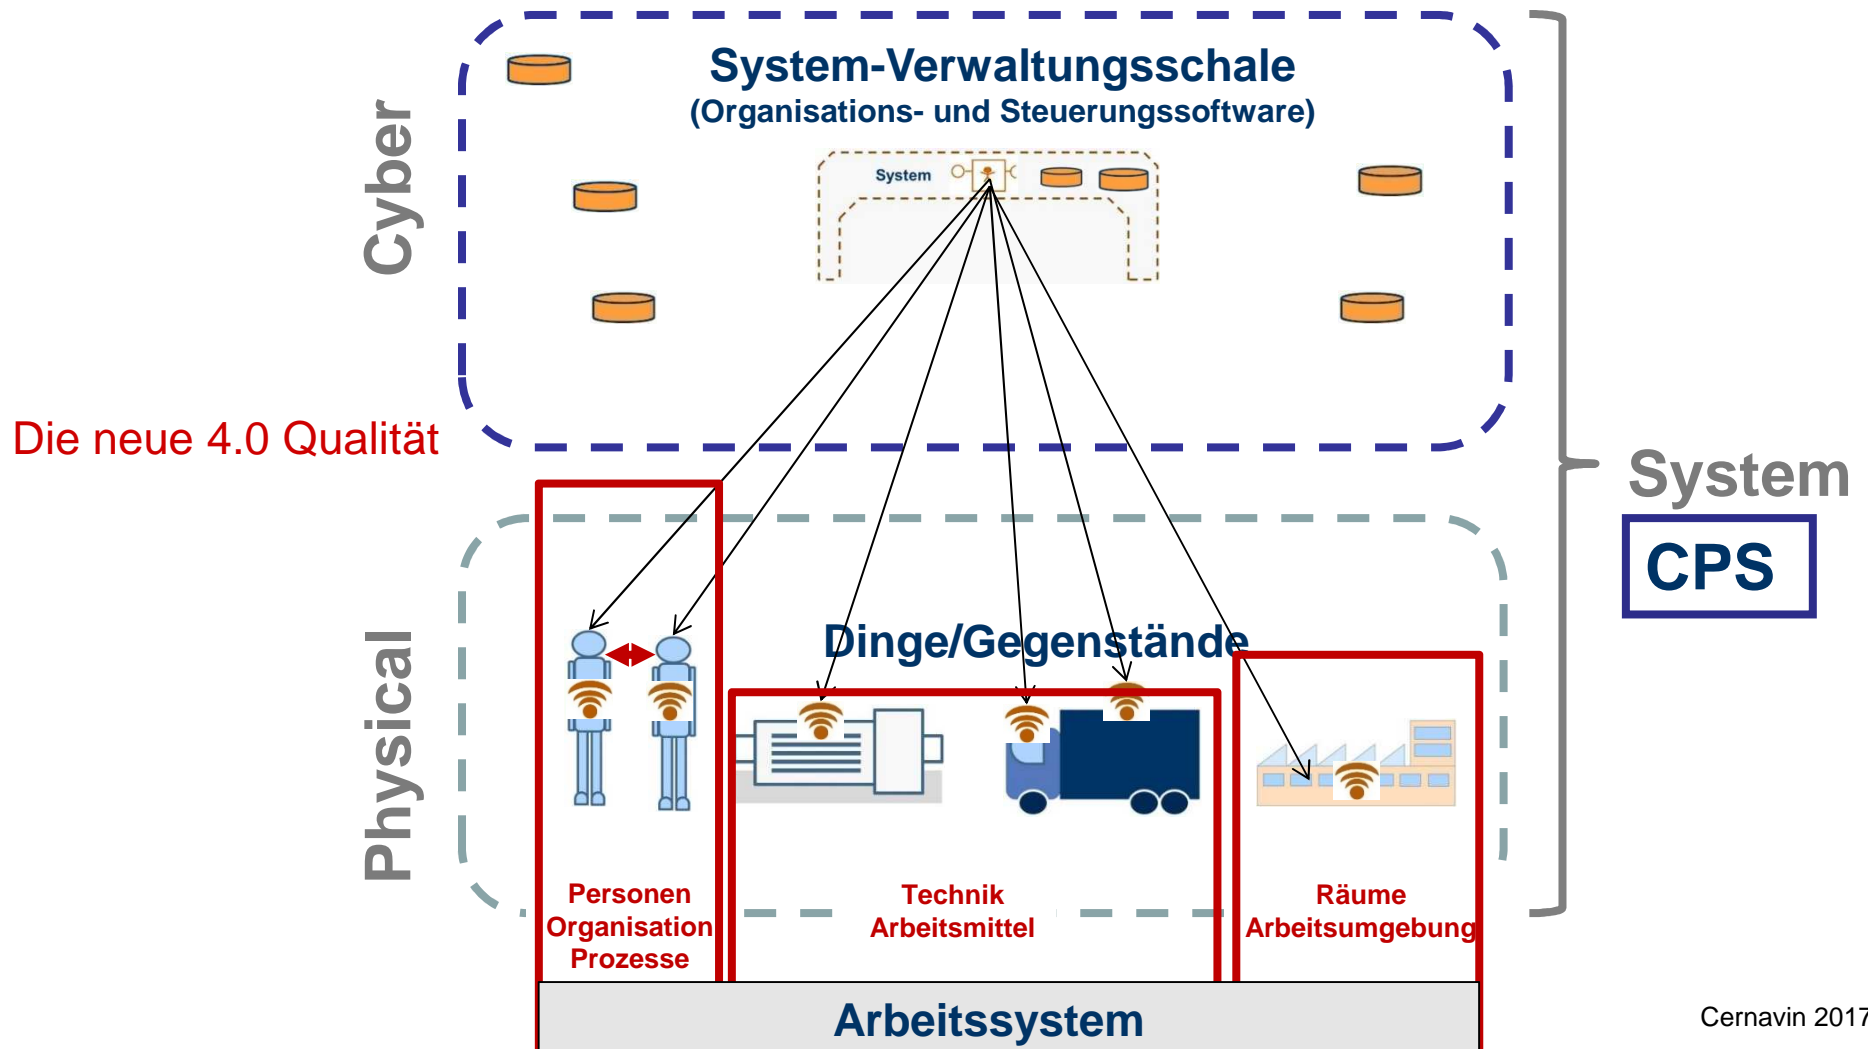 System-Verwaltungsschale
(Organisations- und Steuerungssoftware)
Cyber
System
Die neue 4.0 Qualität
System
CPS
Physical
Dinge/Gegenstände
Personen
Organisation
Prozesse
Technik
Arbeitsmittel
Räume
Arbeitsumgebung
Arbeitssystem
Cernavin 2017